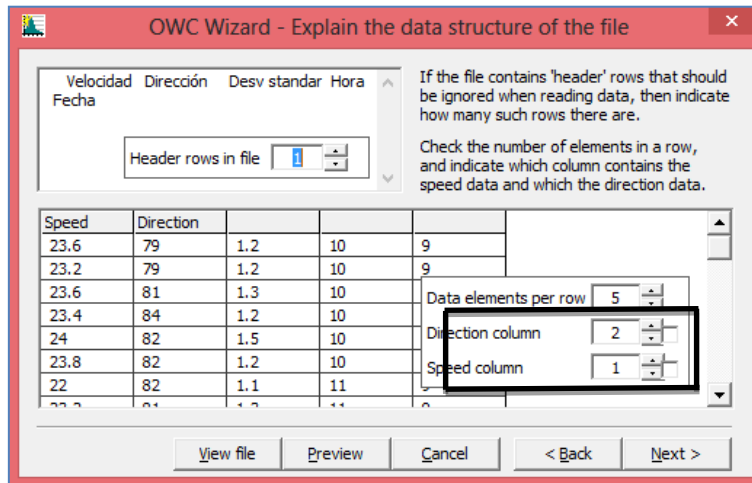 OWC Wizard - Explain the data structure of the file
Velocidad Dirección Desv standar Hora
Fecha
Header rows in file 1
If the file contains 'header' rows that should
be ignored when reading data, then indicate
how many such rows there are.
Check the number of elements in a row,
and indicate which column contains the
speed data and which the direction data.
Speed Direction
23.6 79 1.2 10 9
23.2 79 1.2 10 9
23.6 81 1.3 10
23.4 84 1.2 10
24 82 1.5 10
23.8 82 1.2 10
22 82 1.1 11
Data elements per row 5
Direction column 2
Speed column 1
View file Preview Cancel < Back Next >